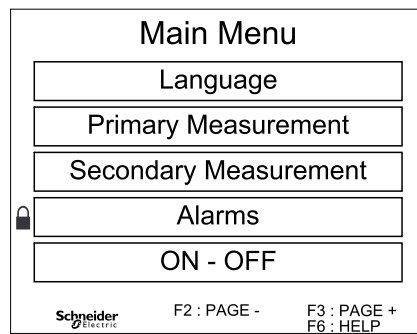 Main Menu
Language
Primary Measurement
Secondary Measurement
Alarms
ON - OFF
Schneider
Electric
F2 : PAGE -
F3 : PAGE +
F6 : HELP